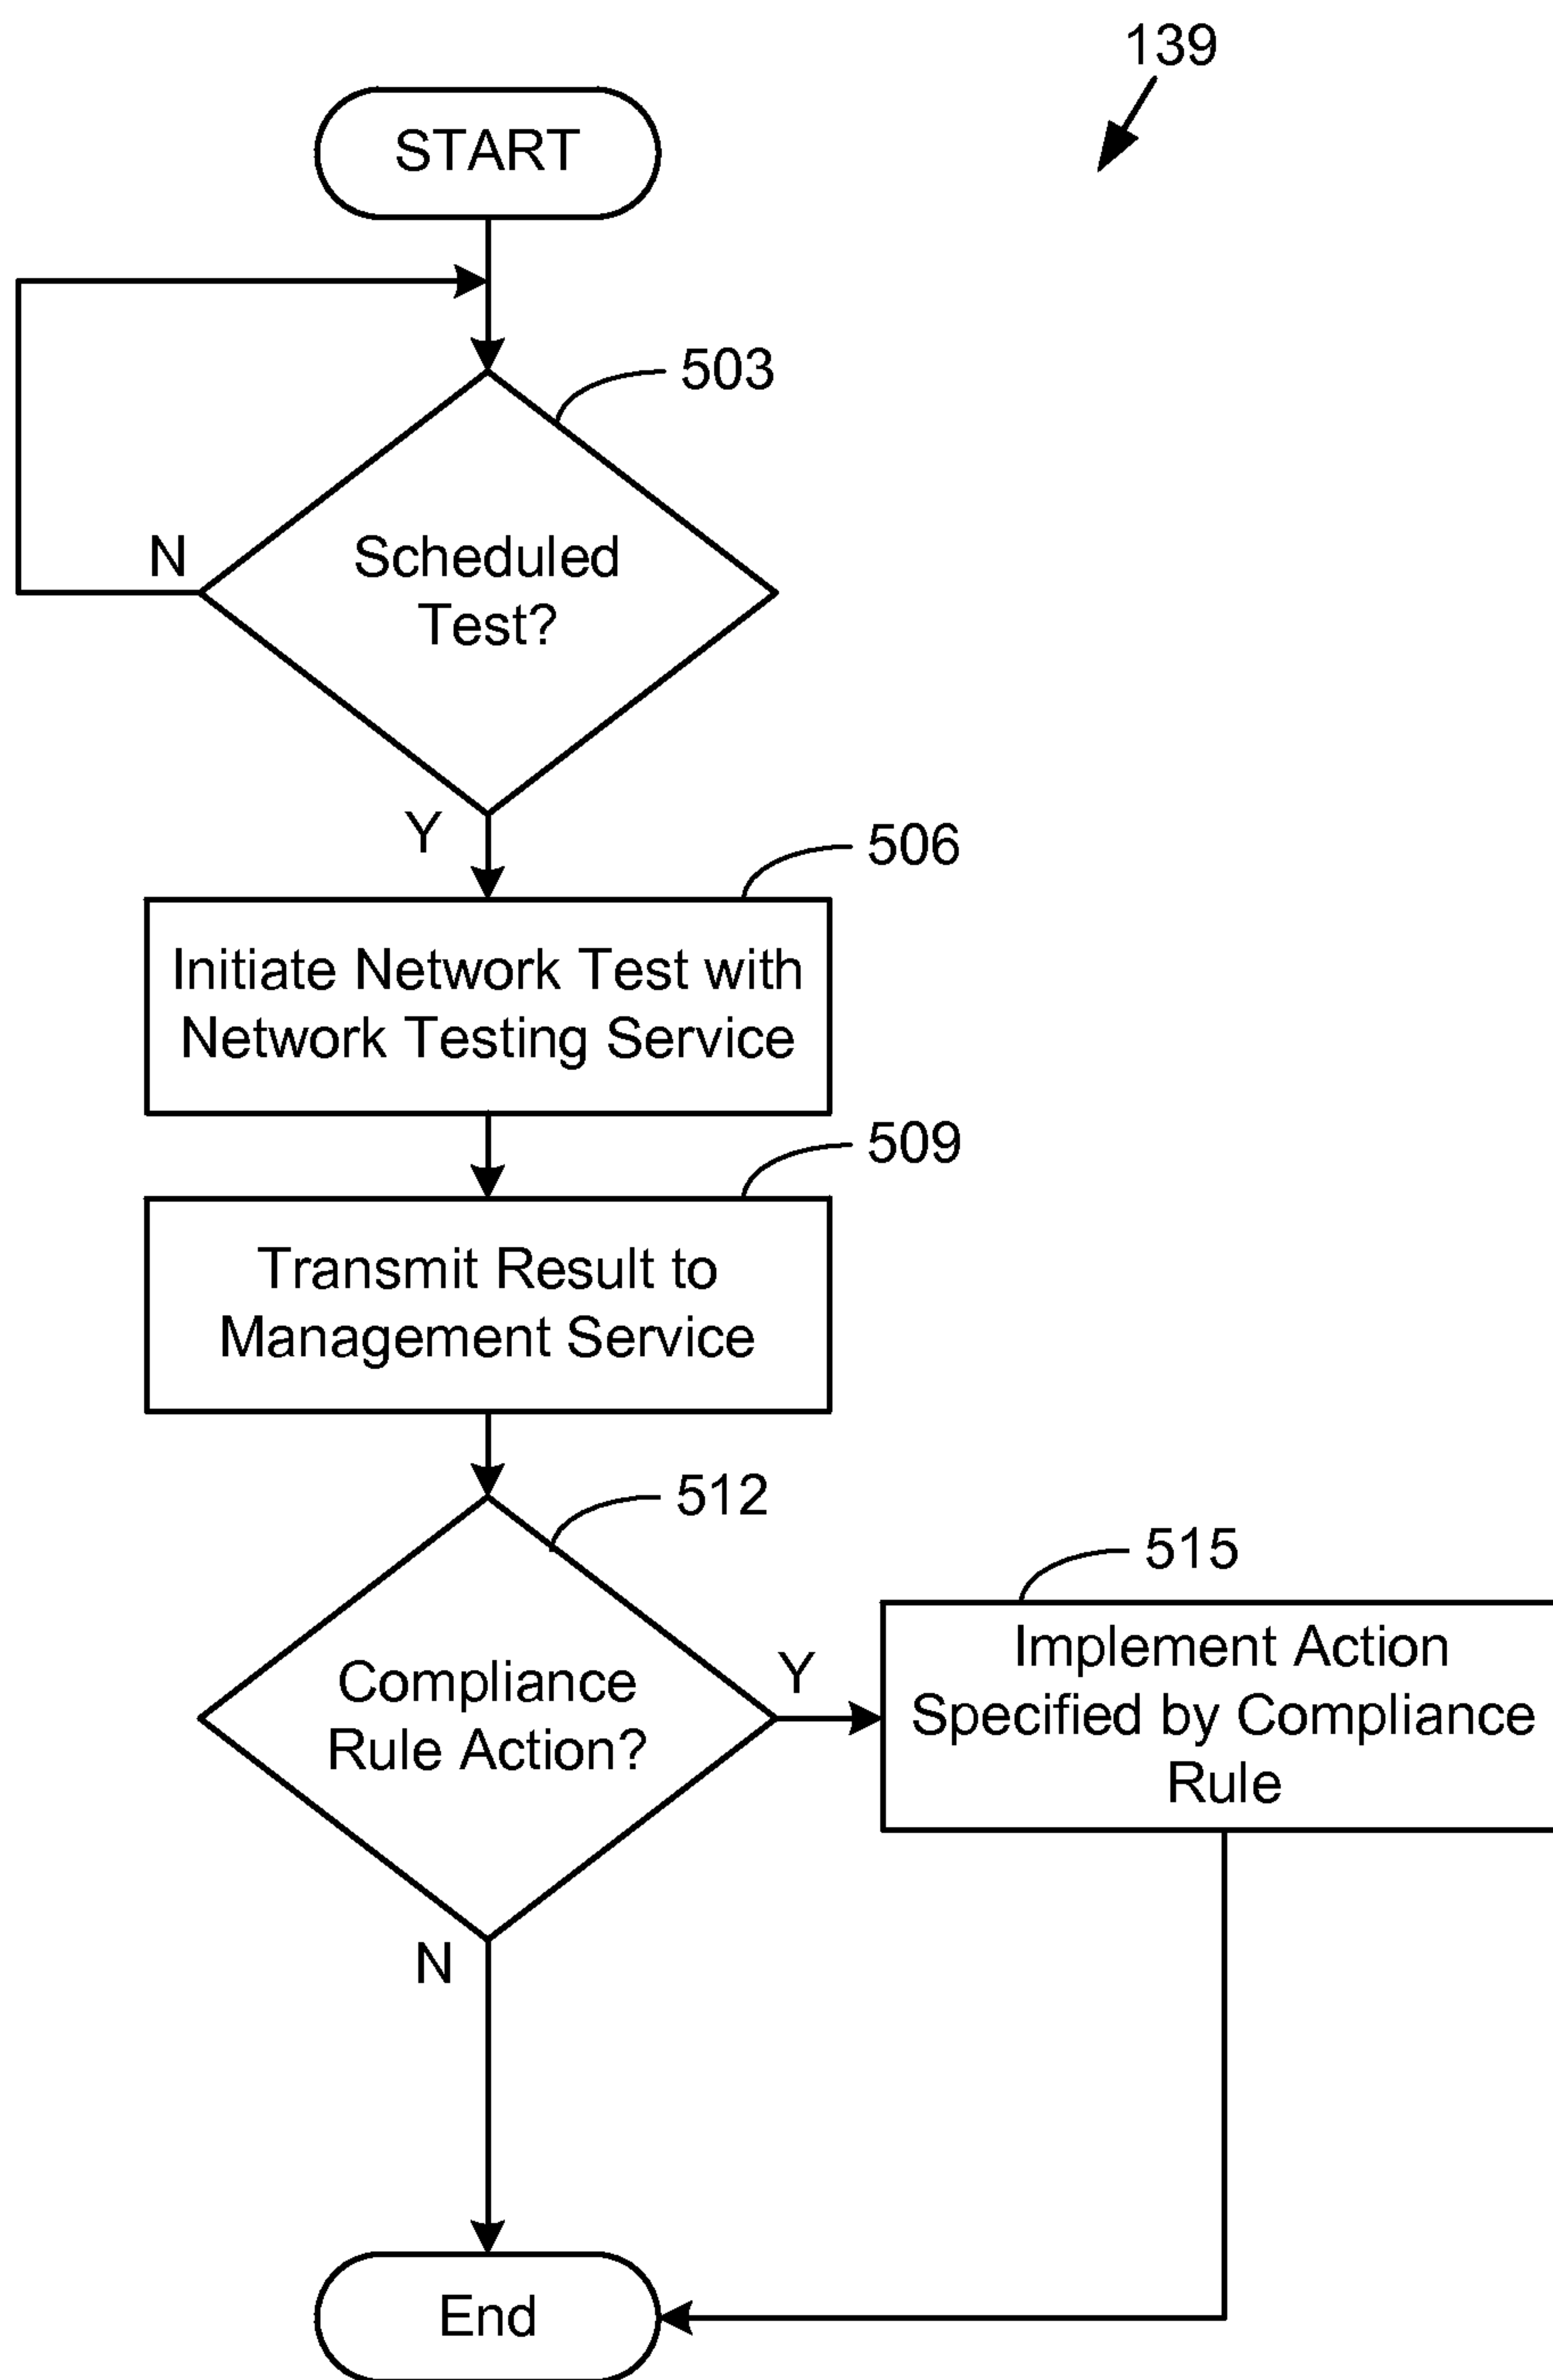 139
START
503
N
Scheduled
Test?
Y
506
Initiate Network Test with
Network Testing Service
509
Transmit Result to
Management Service
512
515
Compliance
Rule Action?
Y
Implement Action
Specified by Compliance
Rule
N
End